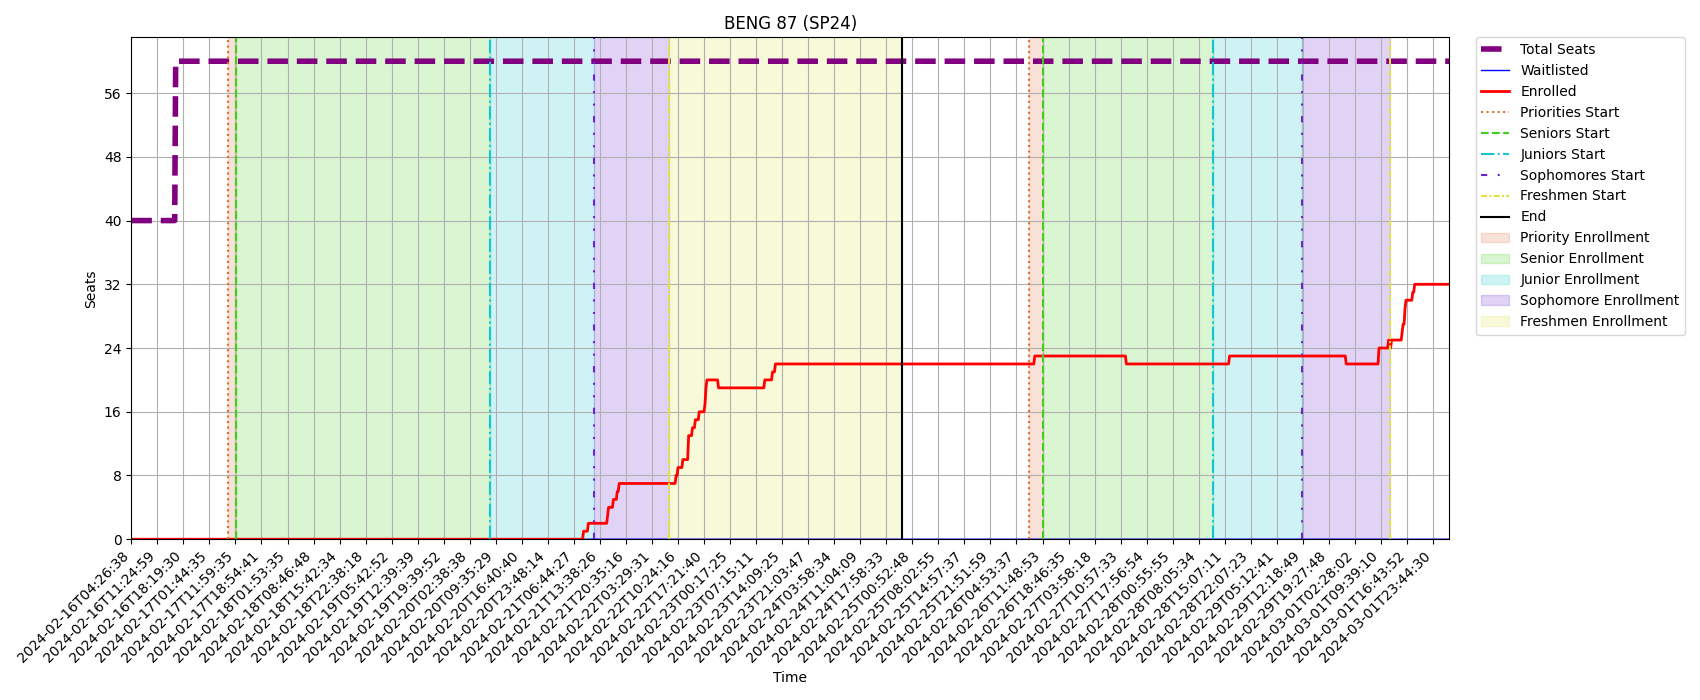 BENG 87 (SP24)
Total Seats
Waitlisted
Enrolled
Priorities Start
Seniors Start
Juniors Start
Sophomores Start
Freshmen Start
End
Priority Enrollment
Senior Enrollment
Junior Enrollment
Sophomore Enrollment
Freshmen Enrollment
Seats
56
48
40
32
24
16
8
0
2024-02-16T04:26:38
2024-02-16T11:24:59
2024-02-16T18:19:30
2024-02-17T01:44:35
2024-02-17T11:59:35
2024-02-17T18:54:41
2024-02-18T01:53:35
2024-02-18T08:46:48
2024-02-18T15:42:34
2024-02-18T22:38:18
2024-02-19T05:42:52
2024-02-19T12:39:39
2024-02-19T19:39:52
2024-02-20T02:38:38
2024-02-20T09:35:29
2024-02-20T16:40:40
2024-02-20T23:48:14
2024-02-21T06:44:27
2024-02-21T13:38:26
2024-02-21T20:35:16
2024-02-22T03:29:31
2024-02-22T10:24:16
2024-02-22T17:21:40
2024-02-23T00:17:25
2024-02-23T07:15:11
2024-02-23T14:09:25
2024-02-23T21:03:47
2024-02-24T03:58:34
2024-02-24T11:04:09
2024-02-24T17:58:33
2024-02-25T00:52:48
2024-02-25T08:02:55
2024-02-25T14:57:37
2024-02-25T21:51:59
2024-02-26T04:53:37
2024-02-26T11:48:53
2024-02-26T18:46:35
2024-02-27T03:58:18
2024-02-27T10:57:33
2024-02-27T17:56:54
2024-02-28T00:55:55
2024-02-28T08:05:34
2024-02-28T15:07:11
2024-02-28T22:07:23
2024-02-29T05:12:41
2024-02-29T12:18:49
2024-02-29T19:27:48
2024-03-01T02:28:02
2024-03-01T09:39:10
2024-03-01T16:43:52
2024-03-01T23:44:30
Time